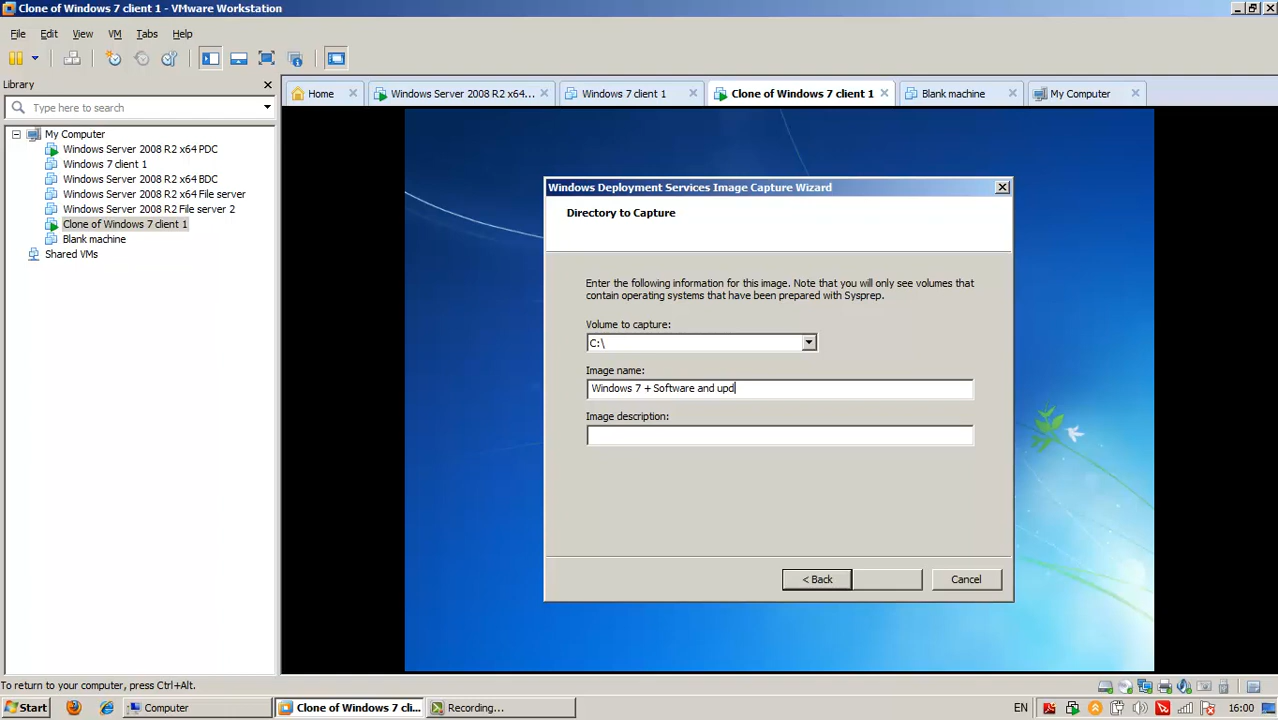 Clone of Windows 7 client 1 - VMware Workstation
File Edit View VM Tabs Help
Library
Type here to search
Home
Windows Server 2008 R2 x64...
Windows 7 client 1
Clone of Windows 7 client 1
Blank machine
My Computer
My Computer
Windows Server 2008 R2 x64 PDC
Windows 7 client 1
Windows Server 2008 R2 x64 BDC
Windows Server 2008 R2 x64 File server
Windows Server 2008 R2 File server 2
Clone of Windows 7 client 1
Blank machine
Shared VMs
Windows Deployment Services Image Capture Wizard
Directory to Capture
Enter the following information for this image. Note that you will only see volumes that
contain operating systems that have been prepared with Sysprep.
Volume to capture:
C:\
Image name:
Windows 7 + Software and upd
Image description:
< Back
Cancel
To return to your computer, press Ctrl+Alt.
Start
Computer
Clone of Windows 7 cli...
Recording...
EN
16:00